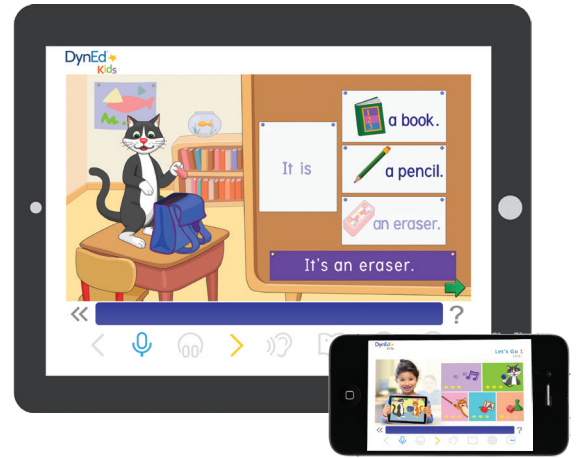 DynEd
Kids
It is
a book.
a pencil.
an eraser.
It's an eraser.
?
DynEd
Kids
Let's Go 1
?